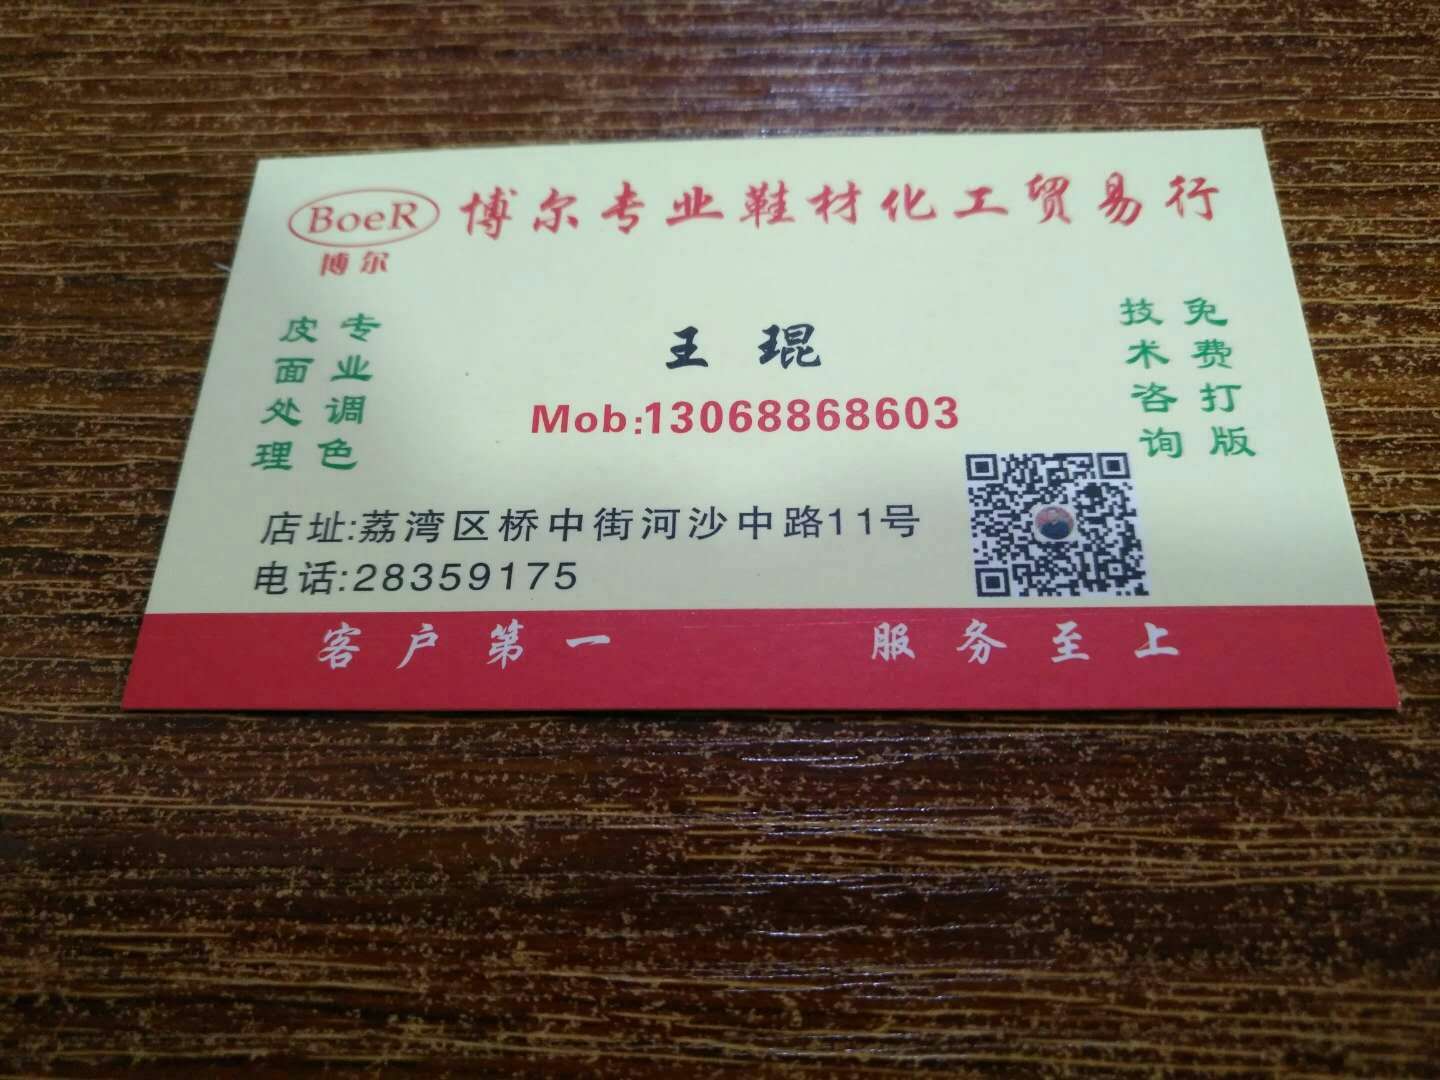 BoeR
博尔
博尔专业鞋材化工贸易行
专业调色
皮面处理
王琨
Mob:13068868603
免费打版
技术咨询
店址:荔湾区桥中街河沙中路11号
电话:28359175
客户第一 服务至上